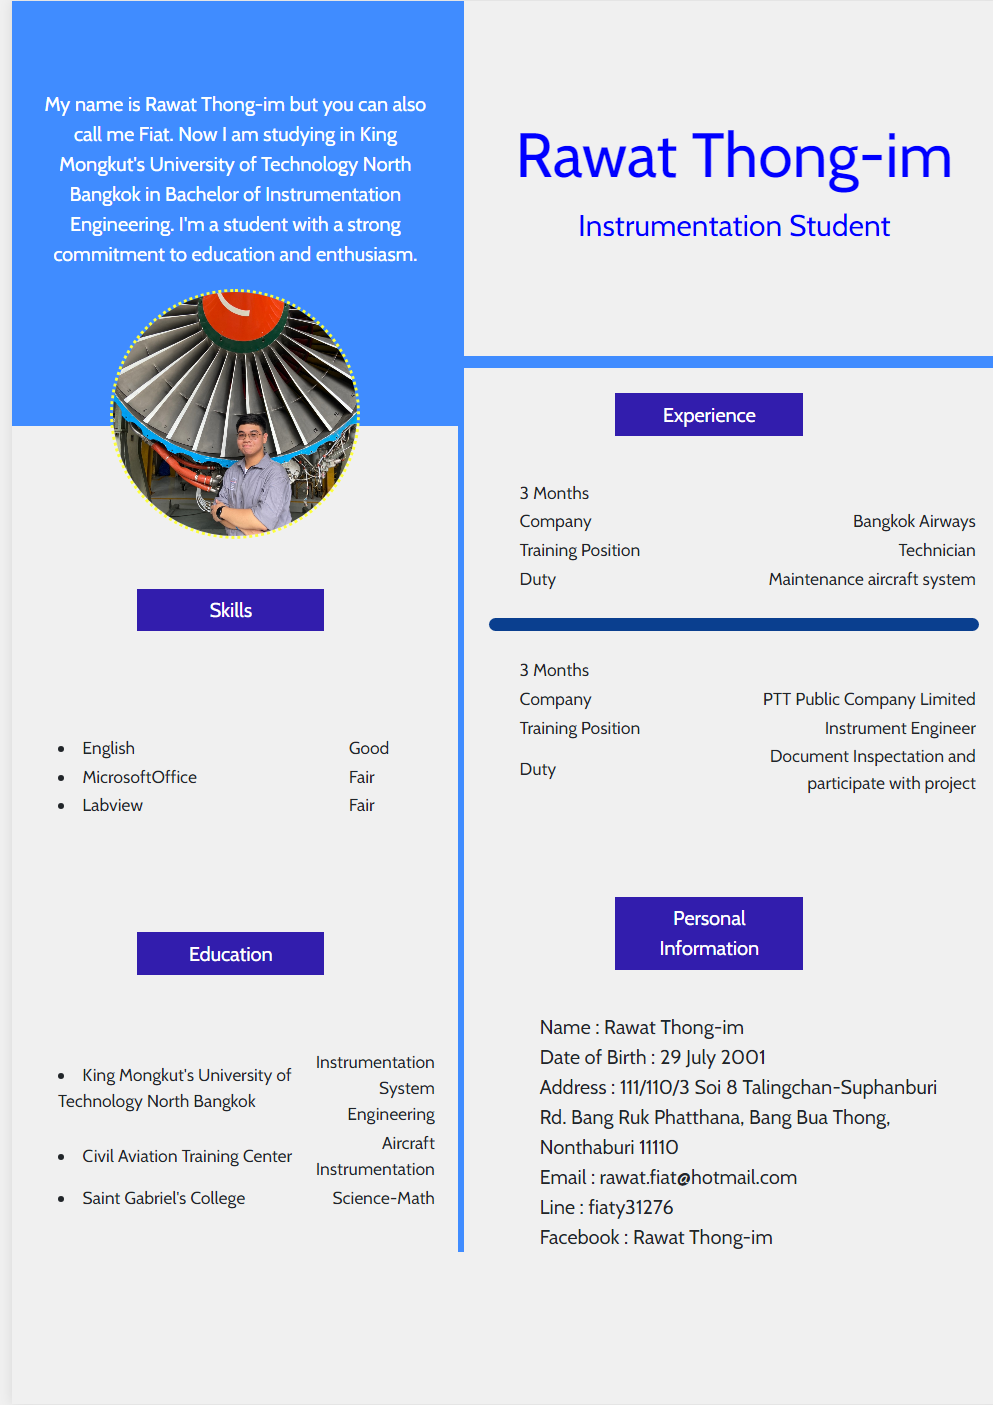 My name is Rawat Thong-im but you can also
call me Fiat. Now I am studying in King
Mongkut's University of Technology North
Bangkok in Bachelor of Instrumentation
Engineering. I'm a student with a strong
commitment to education and enthusiasm.
Rawat Thong-im
Instrumentation Student
Skills
English Good
MicrosoftOffice Fair
Labview Fair
Education
King Mongkut's University of
Technology North Bangkok
Instrumentation
System
Engineering
Civil Aviation Training Center
Aircraft
Instrumentation
Saint Gabriel's College Science-Math
Experience
3 Months
Company Bangkok Airways
Training Position Technician
Duty Maintenance aircraft system
3 Months
Company PTT Public Company Limited
Training Position Instrument Engineer
Duty
Document Inspectation and
participate with project
Personal
Information
Name : Rawat Thong-im
Date of Birth : 29 July 2001
Address : 111/110/3 Soi 8 Talingchan-Suphanburi
Rd. Bang Ruk Phatthana, Bang Bua Thong,
Nonthaburi 11110
Email : rawat.fiat@hotmail.com
Line : fiaty31276
Facebook : Rawat Thong-im